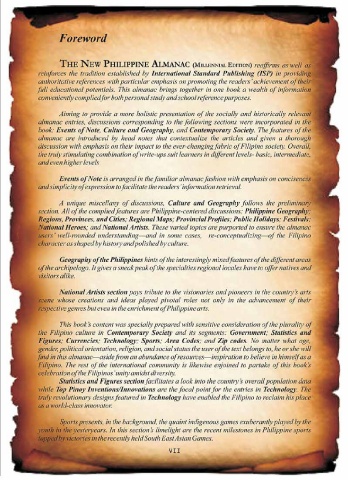 Foreword
THE NEW PHILIPPINE ALMANAC (MILLENNIAL EDITION) reaffirms as well as
reinforces the tradition established by International Standard Publishing (ISP) in providing
authoritative references with particular emphasis on promoting the readers' achievement of their
full educational potentials. This almanac brings together in one book a wealth of information
conveniently compiled for both personal study and school reference purposes.
Aiming to provide a more holistic presentation of the socially and historically relevant
almanac entries, discussions corresponding to the following sections were incorporated in the
book: Events of Note, Culture and Geography, and Contemporary Society. The features of the
almanac are introduced by head notes that contextualize the articles and given a thorough
discussion with emphasis on their impact to the ever-changing fabric of Filipino society. Overall,
the truly stimulating combination of write-ups suit learners in different levels- basic, intermediate,
and even higher levels.
Events of Note is arranged in the familiar almanac fashion with emphasis on conciseness
and simplicity of expression to facilitate the readers' information retrieval.
A unique miscellany of discussions, Culture and Geography follows the preliminary
section. All of the compiled features are Philippine-centered discussions: Philippine Geography;
Regions, Provinces, and Cities; Regional Maps; Provincial Profiles; Public Holidays; Festivals;
National Heroes; and National Artists. These varied topics are purported to ensure the almanac
users' well-rounded understanding—and in some cases, re-conceptualizing—of the Filipino
character as shaped by history and polished by culture.
Geography of the Philippines hints of the interestingly mixed features of the different areas
of the archipelago. It gives a sneak peak of the specialties regional locales have to offer natives and
visitors alike.
National Artists section pays tribute to the visionaries and pioneers in the country's arts
scene whose creations and ideas played pivotal roles not only in the advancement of their
respective genres but even in the enrichment of Philippine arts.
This book's content was specially prepared with sensitive consideration of the plurality of
the Filipino culture in Contemporary Society and its segments: Government; Statistics and
Figures; Currencies; Technology; Sports; Area Codes; and Zip codes. No matter what age,
gender, political orientation, religion, and social status the user of the text belongs to, he or she will
find in this almanac—aside from an abundance of resources—inspiration to believe in himself as a
Filipino. The rest of the international community is likewise enjoined to partake of this book's
celebration of the Filipinos' unity amidst diversity.
Statistics and Figures section facilitates a look into the country's overall population data
while Top Pinoy Inventions/Innovations are the focal point for the entries in Technology. The
truly revolutionary designs featured in Technology have enabled the Filipino to reclaim his place
as a world-class innovator.
Sports presents, in the background, the quaint indigenous games exuberantly played by the
youth in the yesteryears. In this section's limelight are the recent milestones in Philippine sports
tapped by victories in the recently held South East Asian Games.
VII